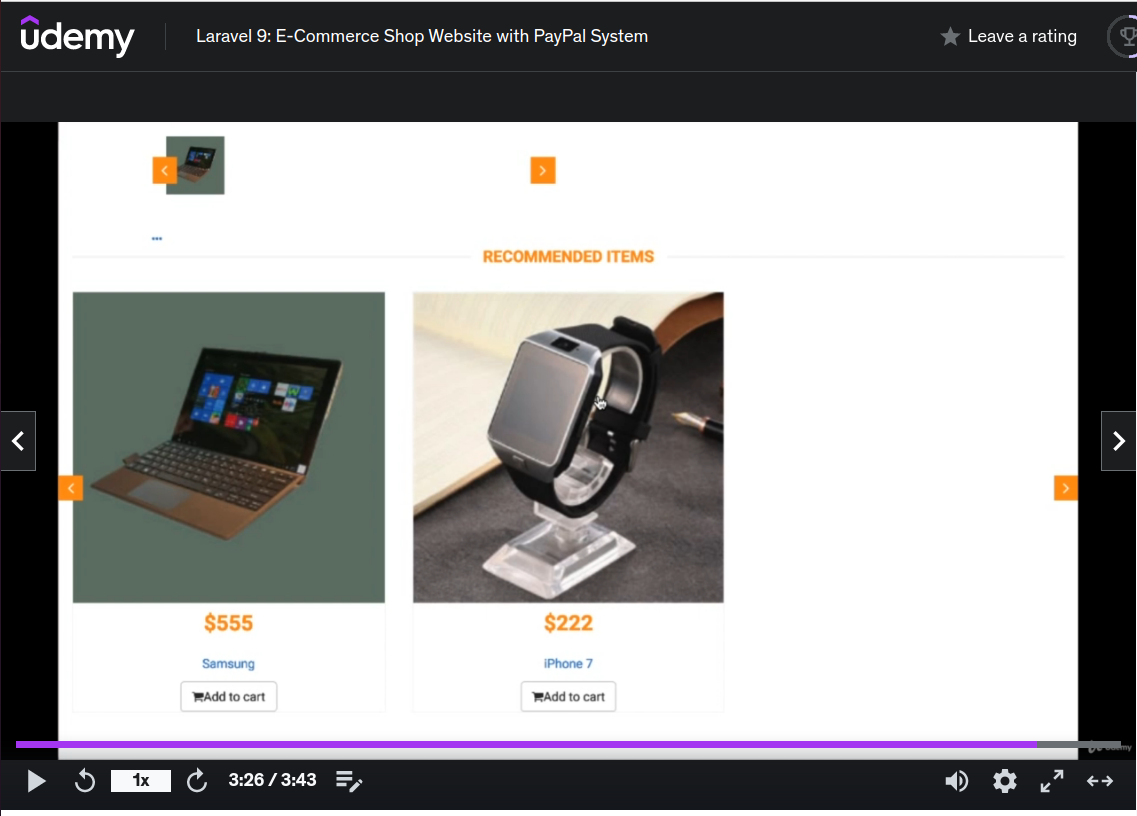 udemy
Laravel 9: E-Commerce Shop Website with PayPal System
Leave a rating
RECOMMENDED ITEMS
$555
$222
Samsung
iPhone 7
Add to cart
Add to cart
1x
3:26 / 3:43